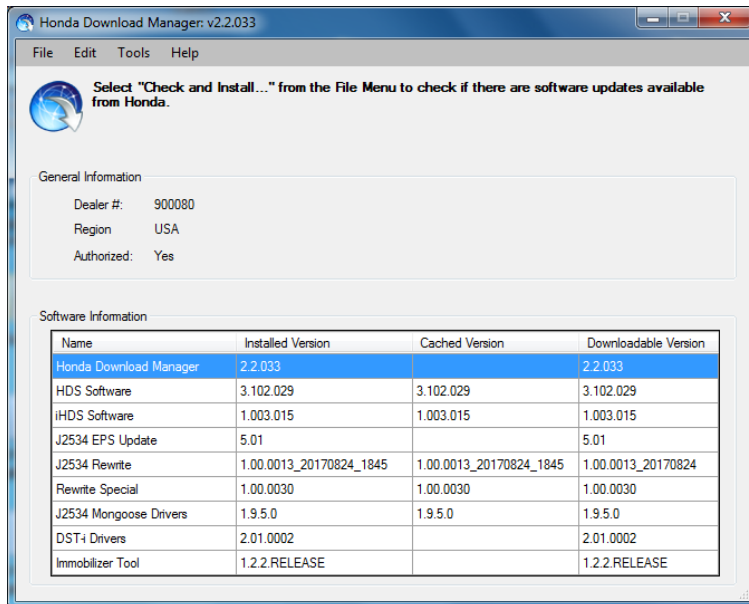 Honda Download Manager: v2.2.033
File Edit Tools Help
Select "Check and Install..." from the File Menu to check if there are software updates available
from Honda.
General Information
Dealer #: 900080
Region USA
Authorized: Yes
Software Information
Name Installed Version Cached Version Downloadable Version
Honda Download Manager 2.2.033 2.2.033
HDS Software 3.102.029 3.102.029 3.102.029
iHDS Software 1.003.015 1.003.015 1.003.015
J2534 EPS Update 5.01 5.01
J2534 Rewrite 1.00.0013_20170824_1845 1.00.0013_20170824_1845 1.00.0013_20170824
Rewrite Special 1.00.0030 1.00.0030 1.00.0030
J2534 Mongoose Drivers 1.9.5.0 1.9.5.0 1.9.5.0
DST-i Drivers 2.01.0002 2.01.0002
Immobilizer Tool 1.2.2.RELEASE 1.2.2.RELEASE